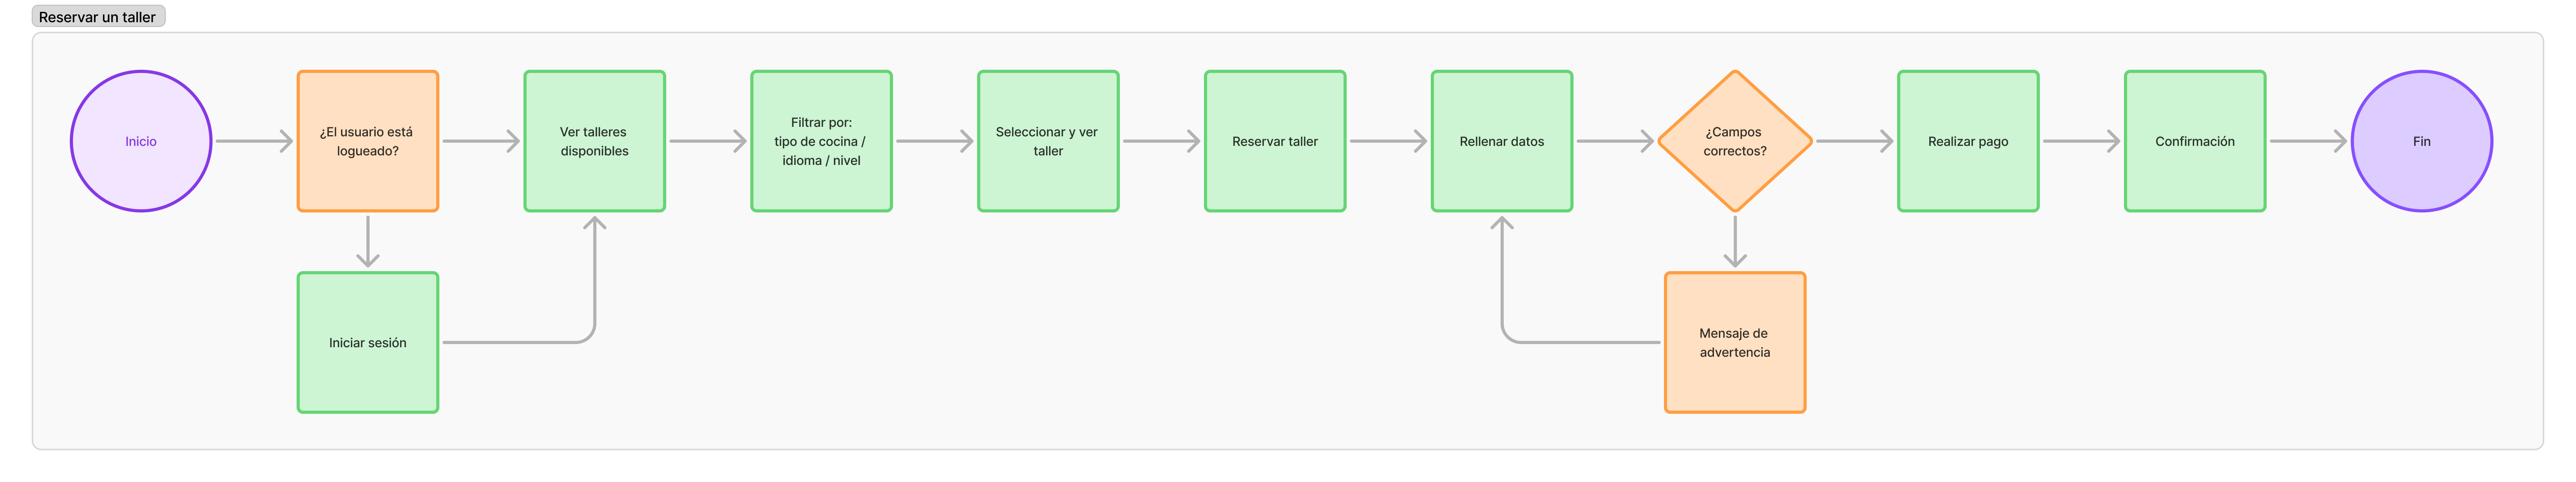 Reservar un taller
Inicio
¿El usuario está
logueado?
Ver talleres
disponibles
Filtrar por:
tipo de cocina /
idioma / nivel
Seleccionar y ver
taller
Reservar taller
Rellenar datos
¿Campos
correctos?
Realizar pago
Confirmación
Fin
Iniciar sesión
Mensaje de
advertencia